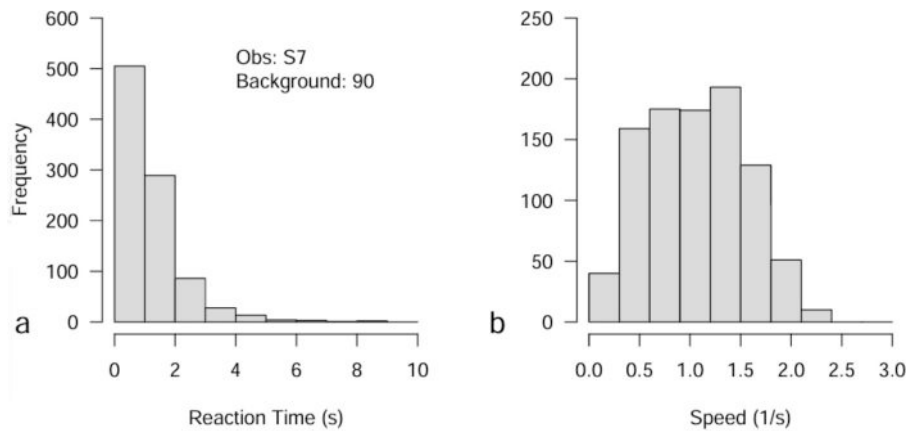 600
500
400
300
200
100
0
Frequency
Obs: S7
Background: 90
a
0 2 4 6 8 10
Reaction Time (s)
250
200
150
100
50
0
b
0.0 0.5 1.0 1.5 2.0 2.5 3.0
Speed (1/s)